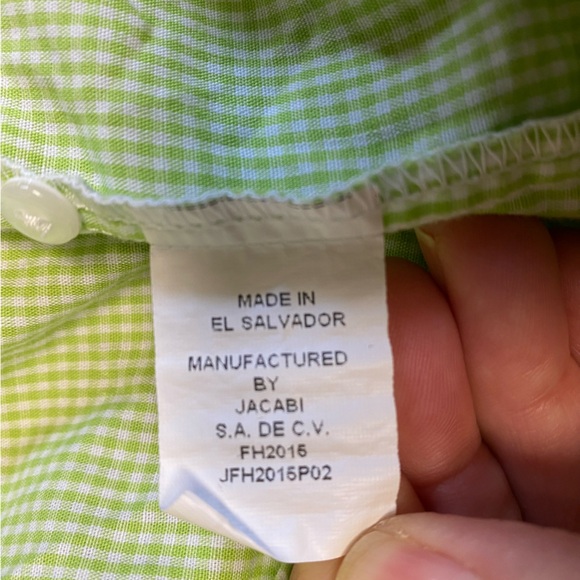 MADE IN
EL SALVADOR
MANUFACTURED
BY
JACABI
S.A. DE C.V.
FH2015
JFH2015P02